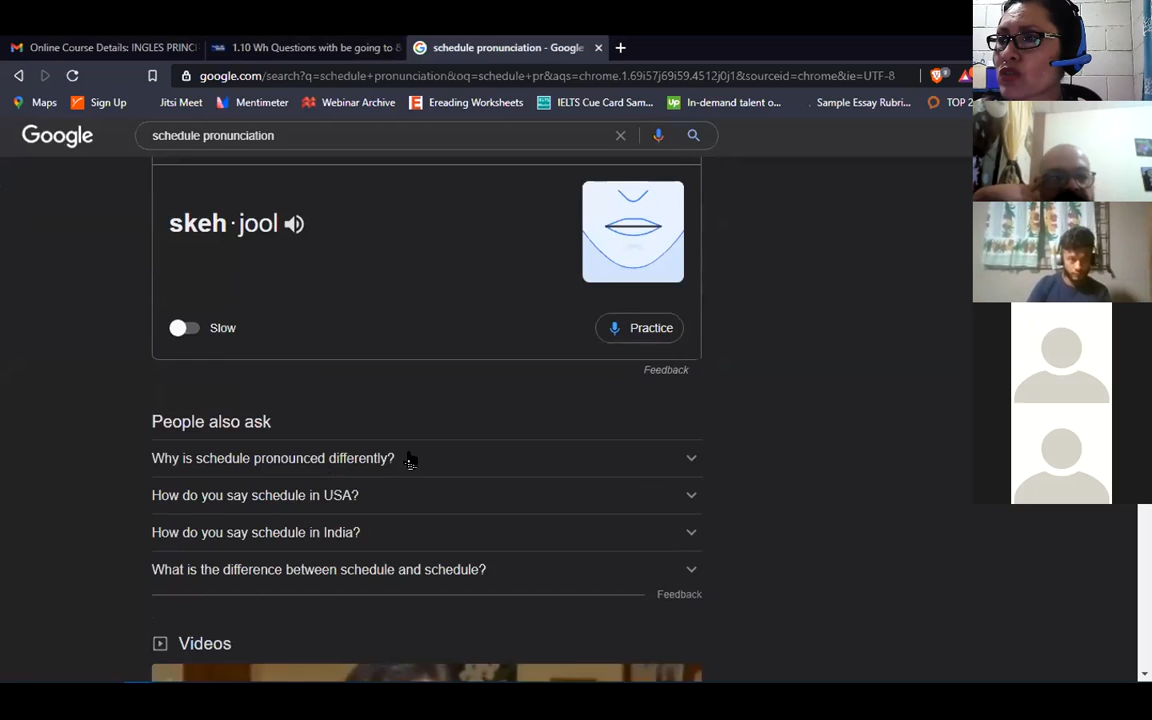 Online Course Details: INGLES PRINCI
1.10 Wh Questions with be going to &
schedule pronunciation - Google
google.com/search?q=schedule+pronunciation&oq=schedule+pr&aqs=chrome.1.69i57j69i59.4512j0j1&sourceid=chrome&ie=UTF-8
Maps
Sign Up
Jitsi Meet
Mentimeter
Webinar Archive
Ereading Worksheets
IELTS Cue Card Sam...
In-demand talent o...
Sample Essay Rubri...
TOP 2
Google
schedule pronunciation
skeh · jool
Slow
Practice
Feedback
People also ask
Why is schedule pronounced differently?
How do you say schedule in USA?
How do you say schedule in India?
What is the difference between schedule and schedule?
Feedback
Videos